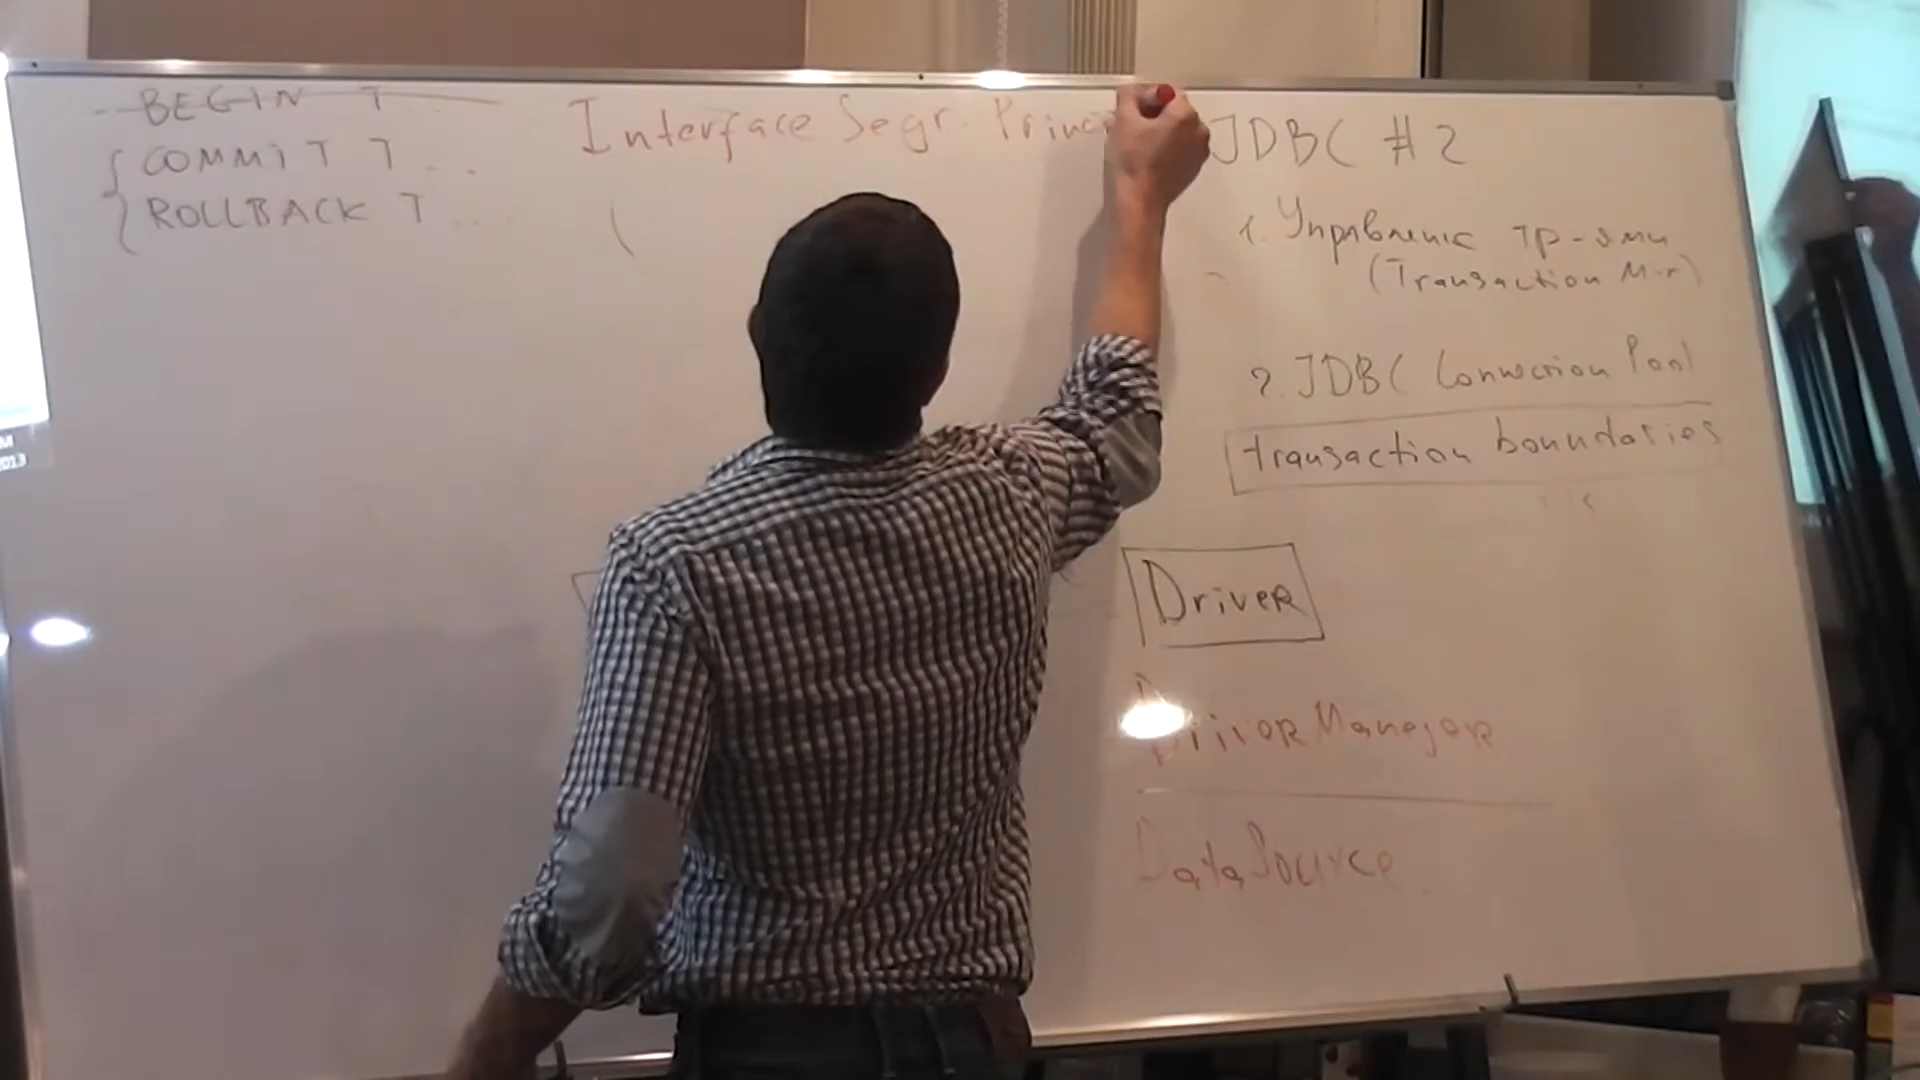 BEGIN T ...
COMMIT T ...
ROLLBACK T ...
Interface Segr. Princ
JDBC #2
1. Управление тр-ями
(Transaction M-r)
2. JDBC Connection Pool
transaction boundaries
Driver
DriverManager
DataSource